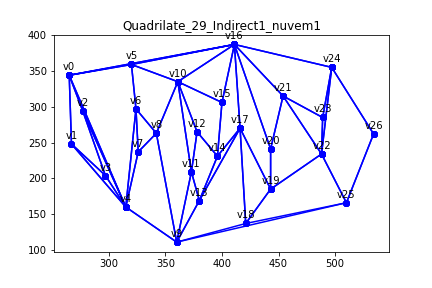 Quadrilate_29_Indirect1_nuvem1
400
350
300
250
200
150
100
300
350
400
450
500
v16
v0
v5
v24
v10
v21
v2
v6
v15
v23
v12
v17
v26
v1
v7
v8
v14
v20
v22
v3
v11
v19
v4
v13
v25
v18
v9